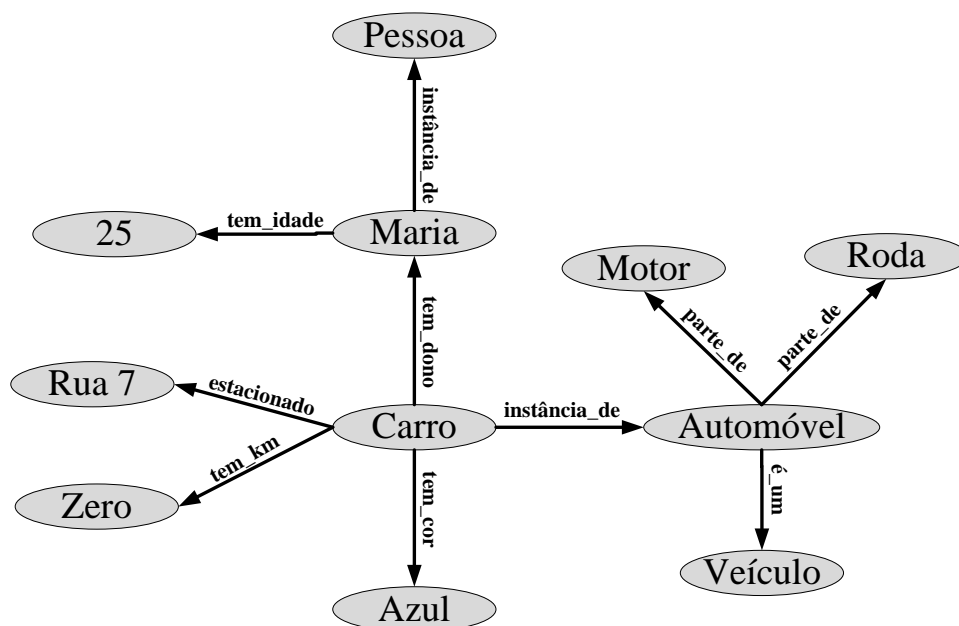 Pessoa
instância_de
25
tem_idade
Maria
Motor
Roda
parte_de
parte_de
tem_dono
Rua 7
estacionado
Carro
instância_de
Automóvel
tem_km
Zero
tem_cor
é_um
Veículo
Azul